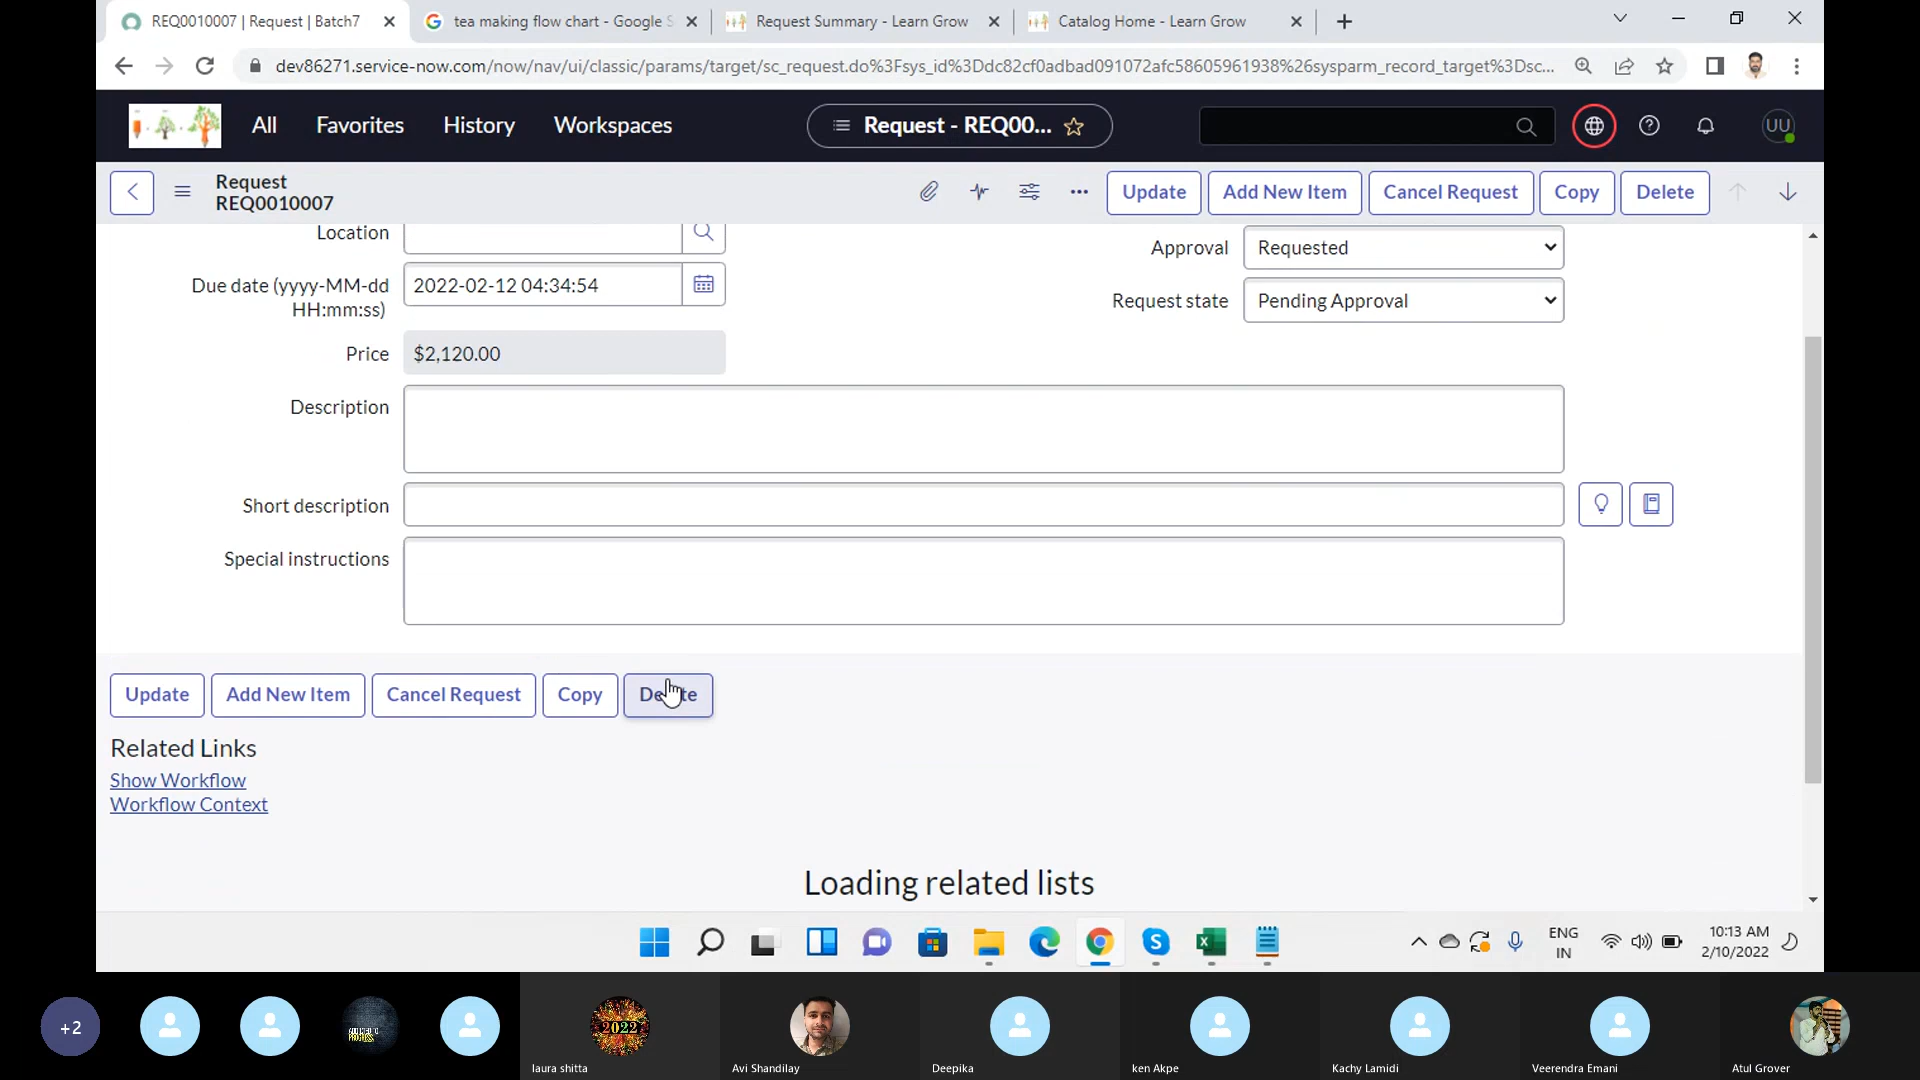 REQ0010007 | Request | Batch7
tea making flow chart - Google S
Request Summary - Learn Grow
Catalog Home - Learn Grow
dev86271.service-now.com/now/nav/ui/classic/params/target/sc_request.do%3Fsys_id%3Ddc82cf0adbad091072afc58605961938%26sysparm_record_target%3Dsc...
All
Favorites
History
Workspaces
Request - REQ00...
UU
Request
REQ0010007
Update
Add New Item
Cancel Request
Copy
Delete
Location
Approval
Requested
Due date (yyyy-MM-dd
HH:mm:ss)
2022-02-12 04:34:54
Request state
Pending Approval
Price
$2,120.00
Description
Short description
Special instructions
Update
Add New Item
Cancel Request
Copy
Delete
Related Links
Show Workflow
Workflow Context
Loading related lists
ENG
IN
10:13 AM
2/10/2022
+2
2022
laura shitta
Avi Shandilay
Deepika
ken Akpe
Kachy Lamidi
Veerendra Emani
Atul Grover